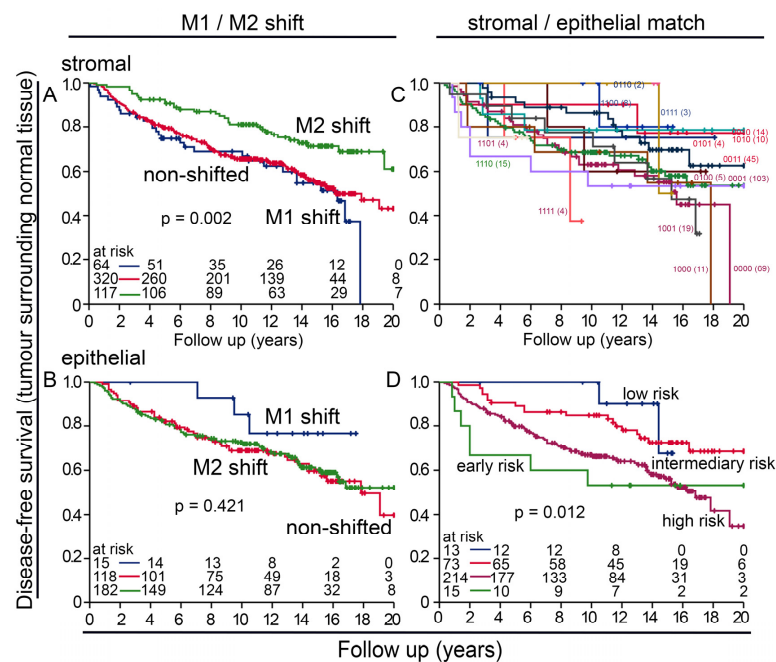 M1 / M2 shift
stromal / epithelial match
Disease-free survival (tumour surrounding normal tissue)
stromal
A
1.0
0.8
0.6
0.4
0.2
0
M2 shift
non-shifted
M1 shift
p = 0.002
at risk
64 51 35 26 12 0
320 260 201 139 44 8
117 106 89 63 29 7
0 2 4 6 8 10 12 14 16 18 20
Follow up (years)
C
1.0
0.8
0.6
0.4
0.2
0
0110 (2)
0111 (3)
1101 (4)
0101 (4)
1010 (10)
0011 (45)
1110 (15)
0100 (5)
0001 (103)
1111 (4)
1001 (19)
1000 (11)
0000 (09)
0 2 4 6 8 10 12 14 16 18 20
Follow up (years)
epithelial
B
1.0
0.8
0.6
0.4
0.2
0
M1 shift
M2 shift
p = 0.421
non-shifted
at risk
15 14 13 8 2 0
118 101 75 49 18 3
182 149 124 87 32 8
0 2 4 6 8 10 12 14 16 18 20
D
1.0
0.8
0.6
0.4
0.2
0
low risk
early risk
intermediary risk
p = 0.012
high risk
at risk
13 12 12 8 0 0
73 65 58 45 19 6
214 177 133 84 31 3
15 10 9 7 2 2
0 2 4 6 8 10 12 14 16 18 20
Follow up (years)